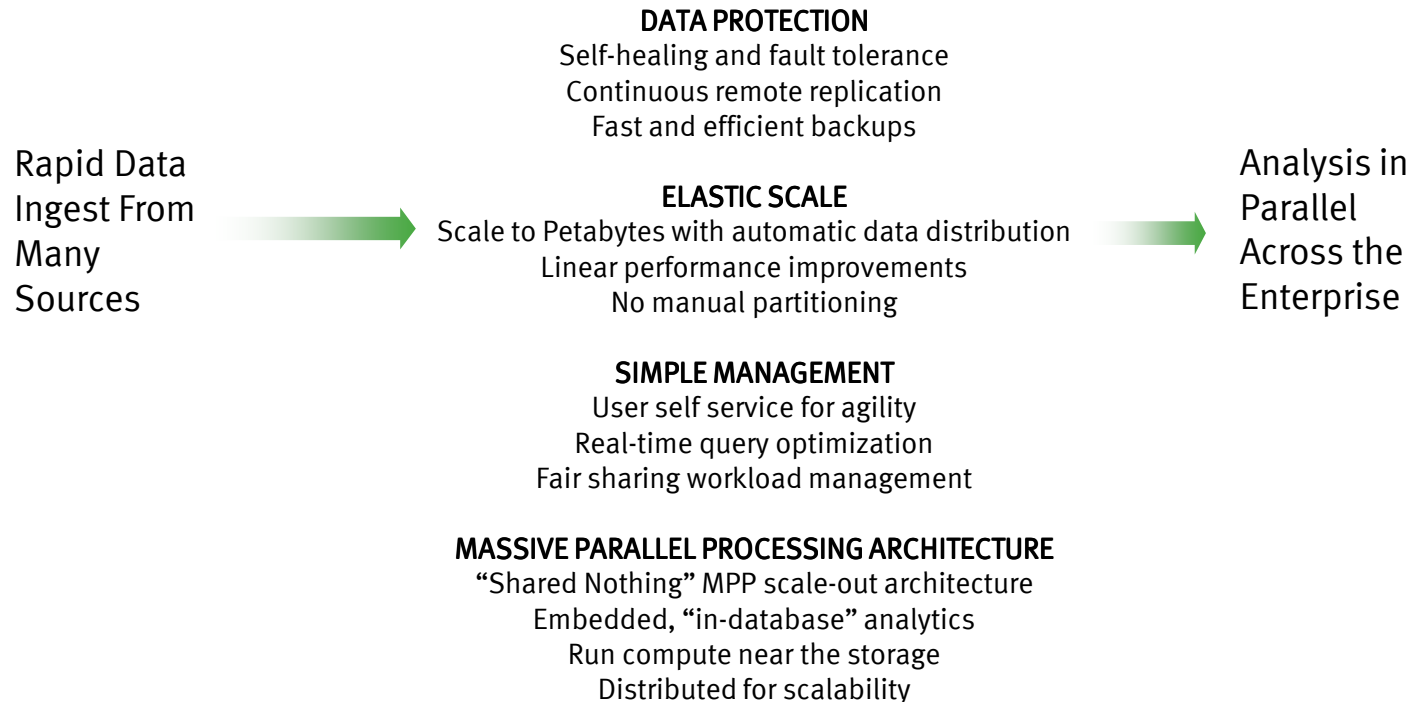 Rapid Data
Ingest From
Many
Sources
DATA PROTECTION
Self-healing and fault tolerance
Continuous remote replication
Fast and efficient backups
ELASTIC SCALE
Scale to Petabytes with automatic data distribution
Linear performance improvements
No manual partitioning
SIMPLE MANAGEMENT
User self service for agility
Real-time query optimization
Fair sharing workload management
MASSIVE PARALLEL PROCESSING ARCHITECTURE
“Shared Nothing” MPP scale-out architecture
Embedded, “in-database” analytics
Run compute near the storage
Distributed for scalability
Analysis in
Parallel
Across the
Enterprise